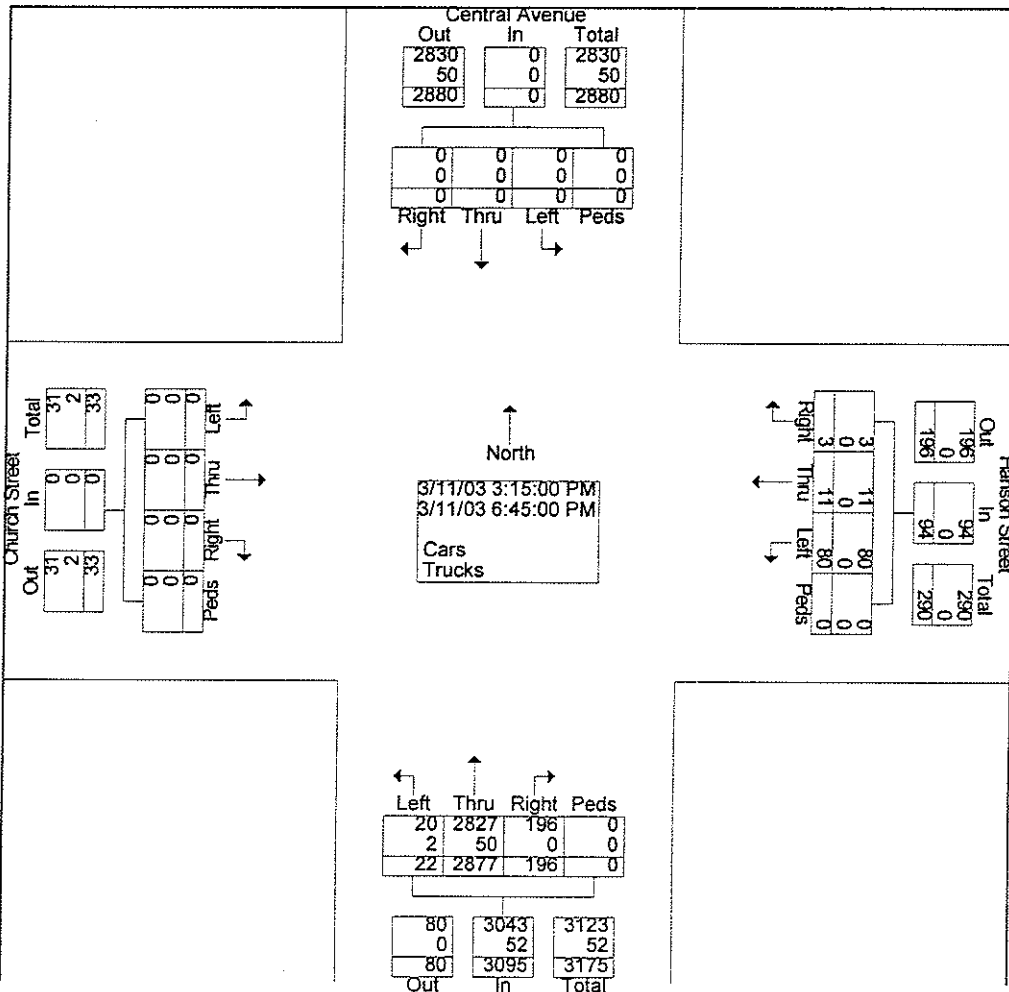 Central Avenue
Out In Total
2830 0 2830
50 0 50
2880 0 2880
0 0 0 0
0 0 0 0
0 0 0 0
Right Thru Left Peds
Church Street
Total In Out
31 0 31
2 0 2
33 0 33
Left Thru Right Peds
0 0 0 0
0 0 0 0
0 0 0 0
North
3/11/03 3:15:00 PM
3/11/03 6:45:00 PM
Cars
Trucks
Right Thru Left Peds
3 11 80 0
0 0 0 0
3 11 80 0
Out In Total
196 94 290
0 0 0
196 94 290
Hanson Street
Left Thru Right Peds
20 2827 196 0
2 50 0 0
22 2877 196 0
80 3043 3123
0 52 52
80 3095 3175
Out In Total